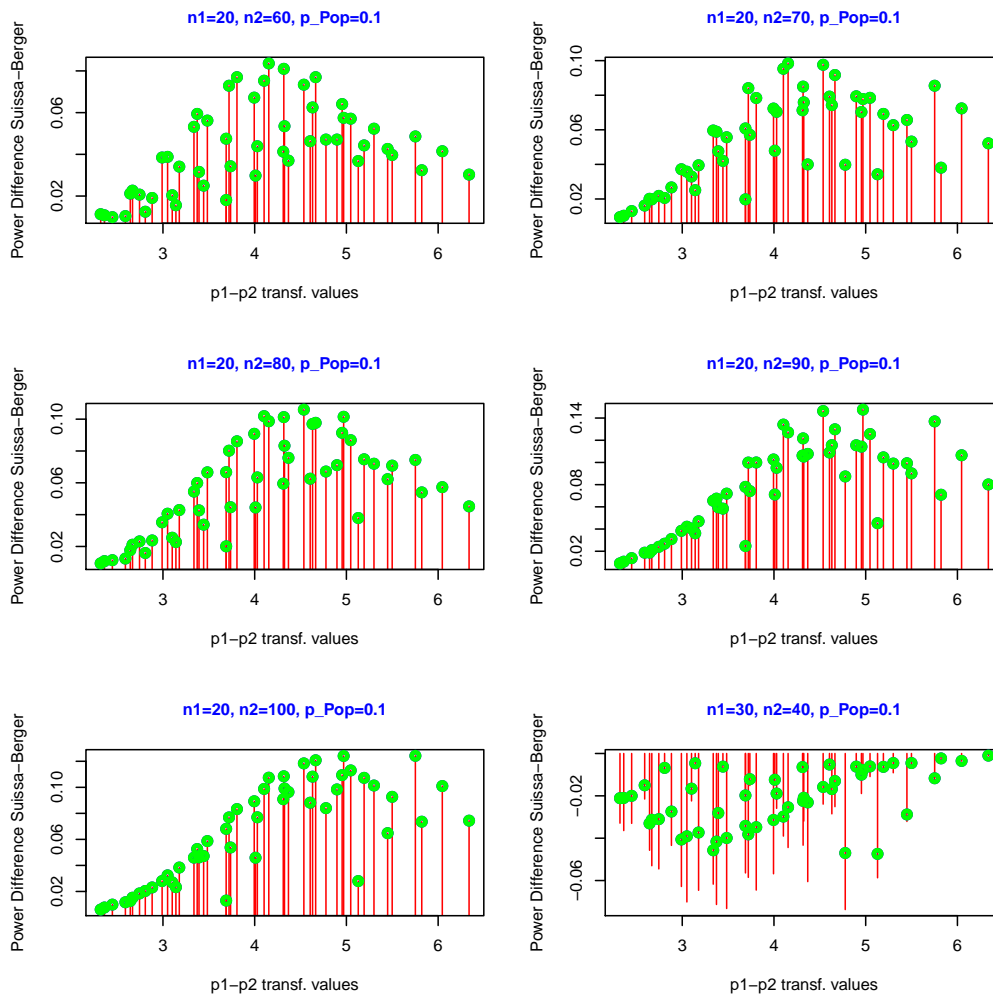 n1=20, n2=60, p_Pop=0.1
Power Difference Suissa−Berger
0.02 0.06
3 4 5 6
p1−p2 transf. values
n1=20, n2=70, p_Pop=0.1
Power Difference Suissa−Berger
0.02 0.06 0.10
3 4 5 6
p1−p2 transf. values
n1=20, n2=80, p_Pop=0.1
Power Difference Suissa−Berger
0.02 0.06 0.10
3 4 5 6
p1−p2 transf. values
n1=20, n2=90, p_Pop=0.1
Power Difference Suissa−Berger
0.02 0.08 0.14
3 4 5 6
p1−p2 transf. values
n1=20, n2=100, p_Pop=0.1
Power Difference Suissa−Berger
0.02 0.06 0.10
3 4 5 6
p1−p2 transf. values
n1=30, n2=40, p_Pop=0.1
Power Difference Suissa−Berger
−0.06 −0.02
3 4 5 6
p1−p2 transf. values